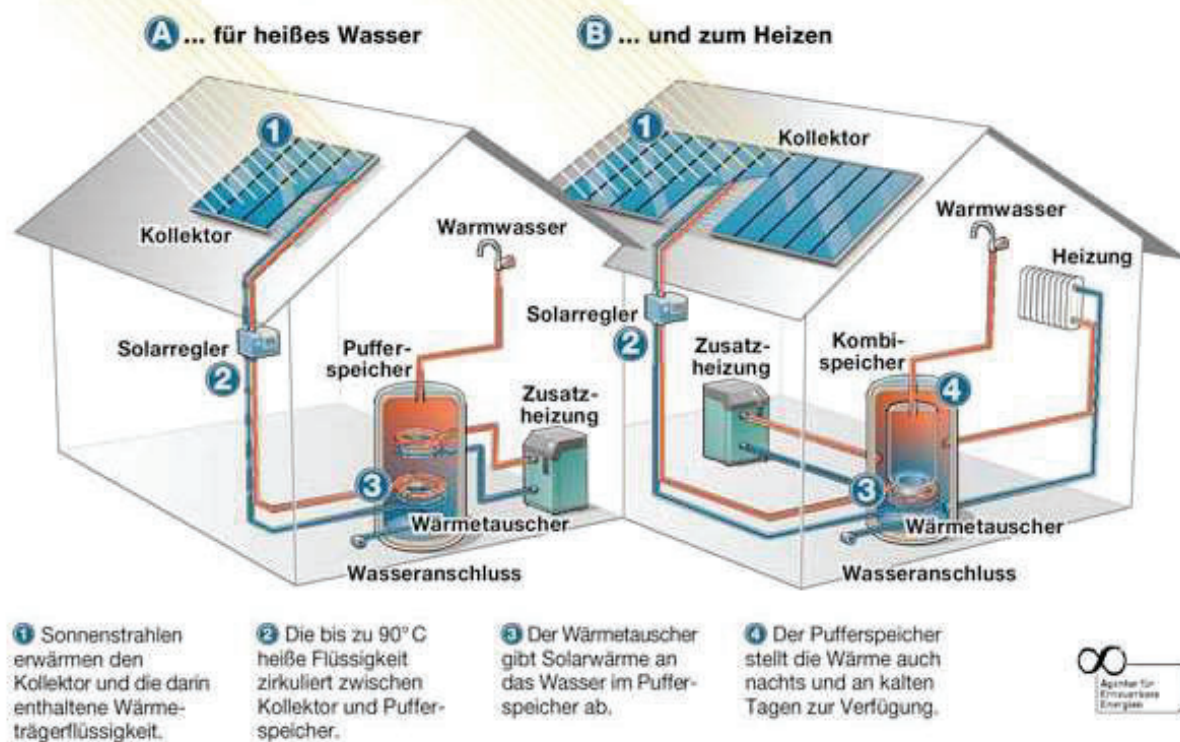 A ... für heißes Wasser
B ... und zum Heizen
1
Kollektor
Warmwasser
Solarregler
2
Puffer-
speicher
Zusatz-
heizung
3
Wärmetauscher
Wasseranschluss
1
Kollektor
Warmwasser
Heizung
Solarregler
2
Zusatz-
heizung
Kombi-
speicher
4
3
Wärmetauscher
Wasseranschluss
1 Sonnenstrahlen
erwärmen den
Kollektor und die darin
enthaltene Wärme-
trägerflüssigkeit.
2 Die bis zu 90° C
heiße Flüssigkeit
zirkuliert zwischen
Kollektor und Puffer-
speicher.
3 Der Wärmetauscher
gibt Solarwärme an
das Wasser im Puffer-
speicher ab.
4 Der Pufferspeicher
stellt die Wärme auch
nachts und an kalten
Tagen zur Verfügung.
Agentur für
Erneuerbare
Energien